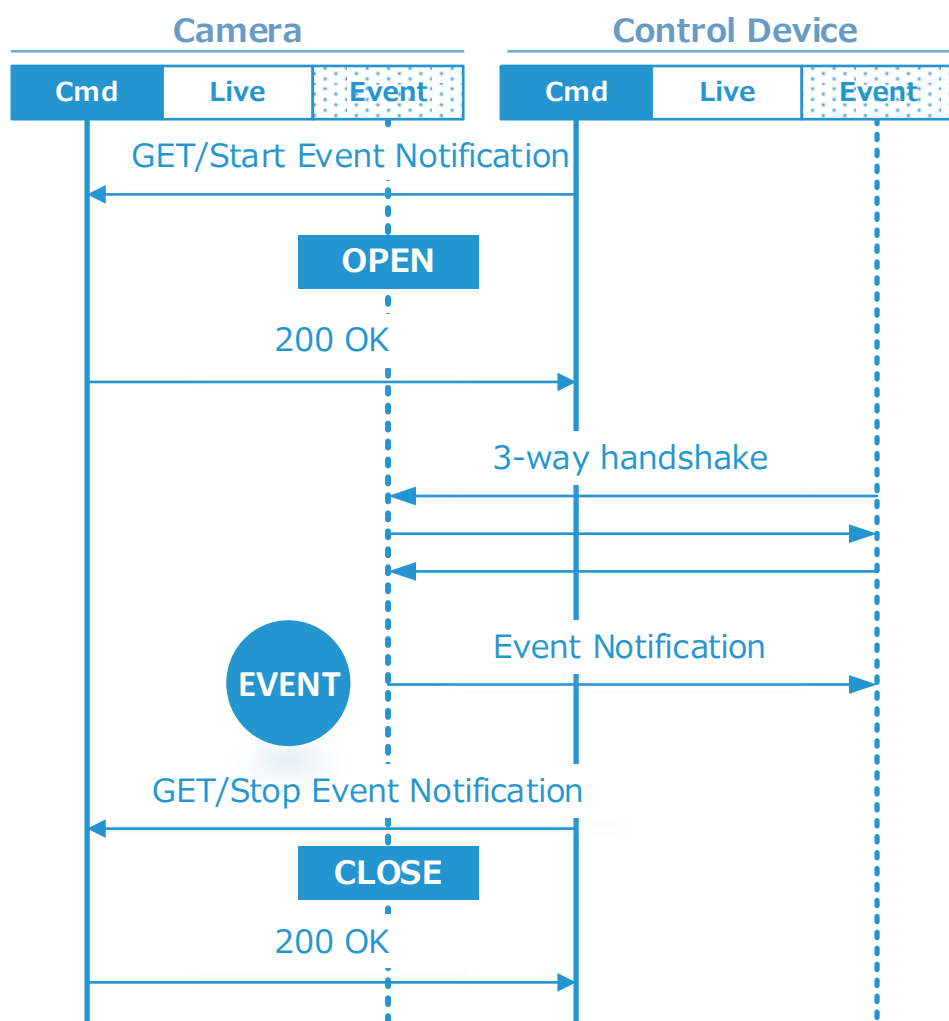 Camera
Control Device
Cmd Live Event
Cmd Live Event
GET/Start Event Notification
OPEN
200 OK
3-way handshake
Event Notification
EVENT
GET/Stop Event Notification
CLOSE
200 OK